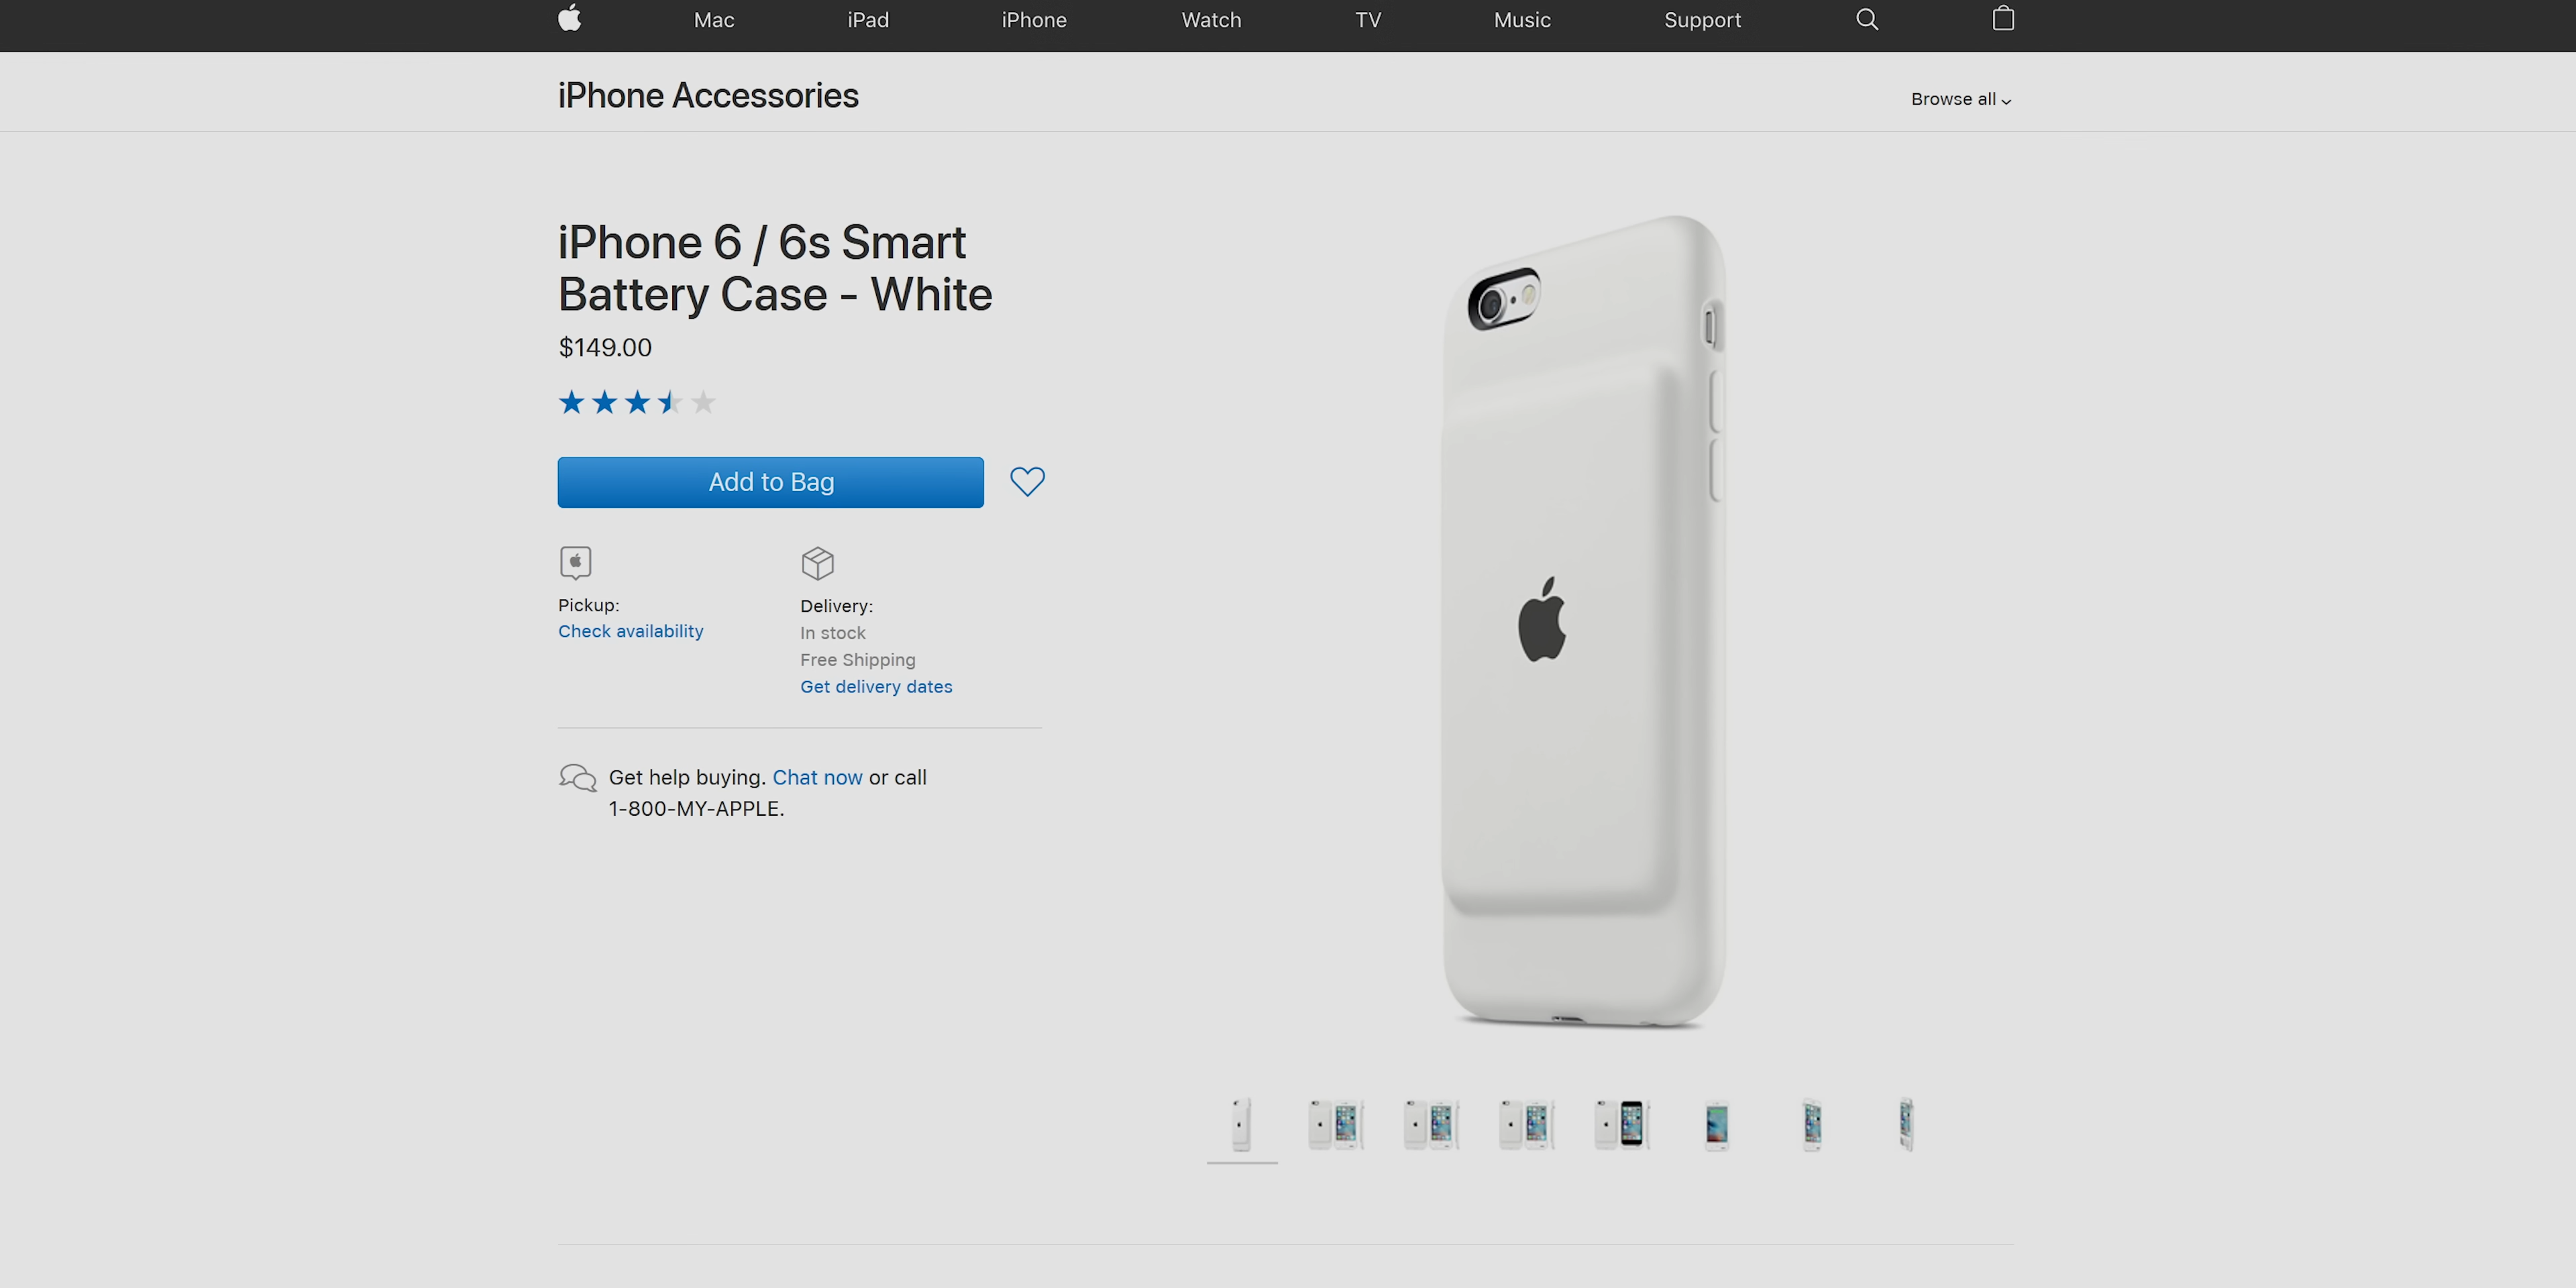 Mac iPad iPhone Watch TV Music Support
iPhone Accessories
Browse all
iPhone 6 / 6s Smart
Battery Case - White
$149.00
Add to Bag
Pickup:
Check availability
Delivery:
In stock
Free Shipping
Get delivery dates
Get help buying. Chat now or call
1-800-MY-APPLE.